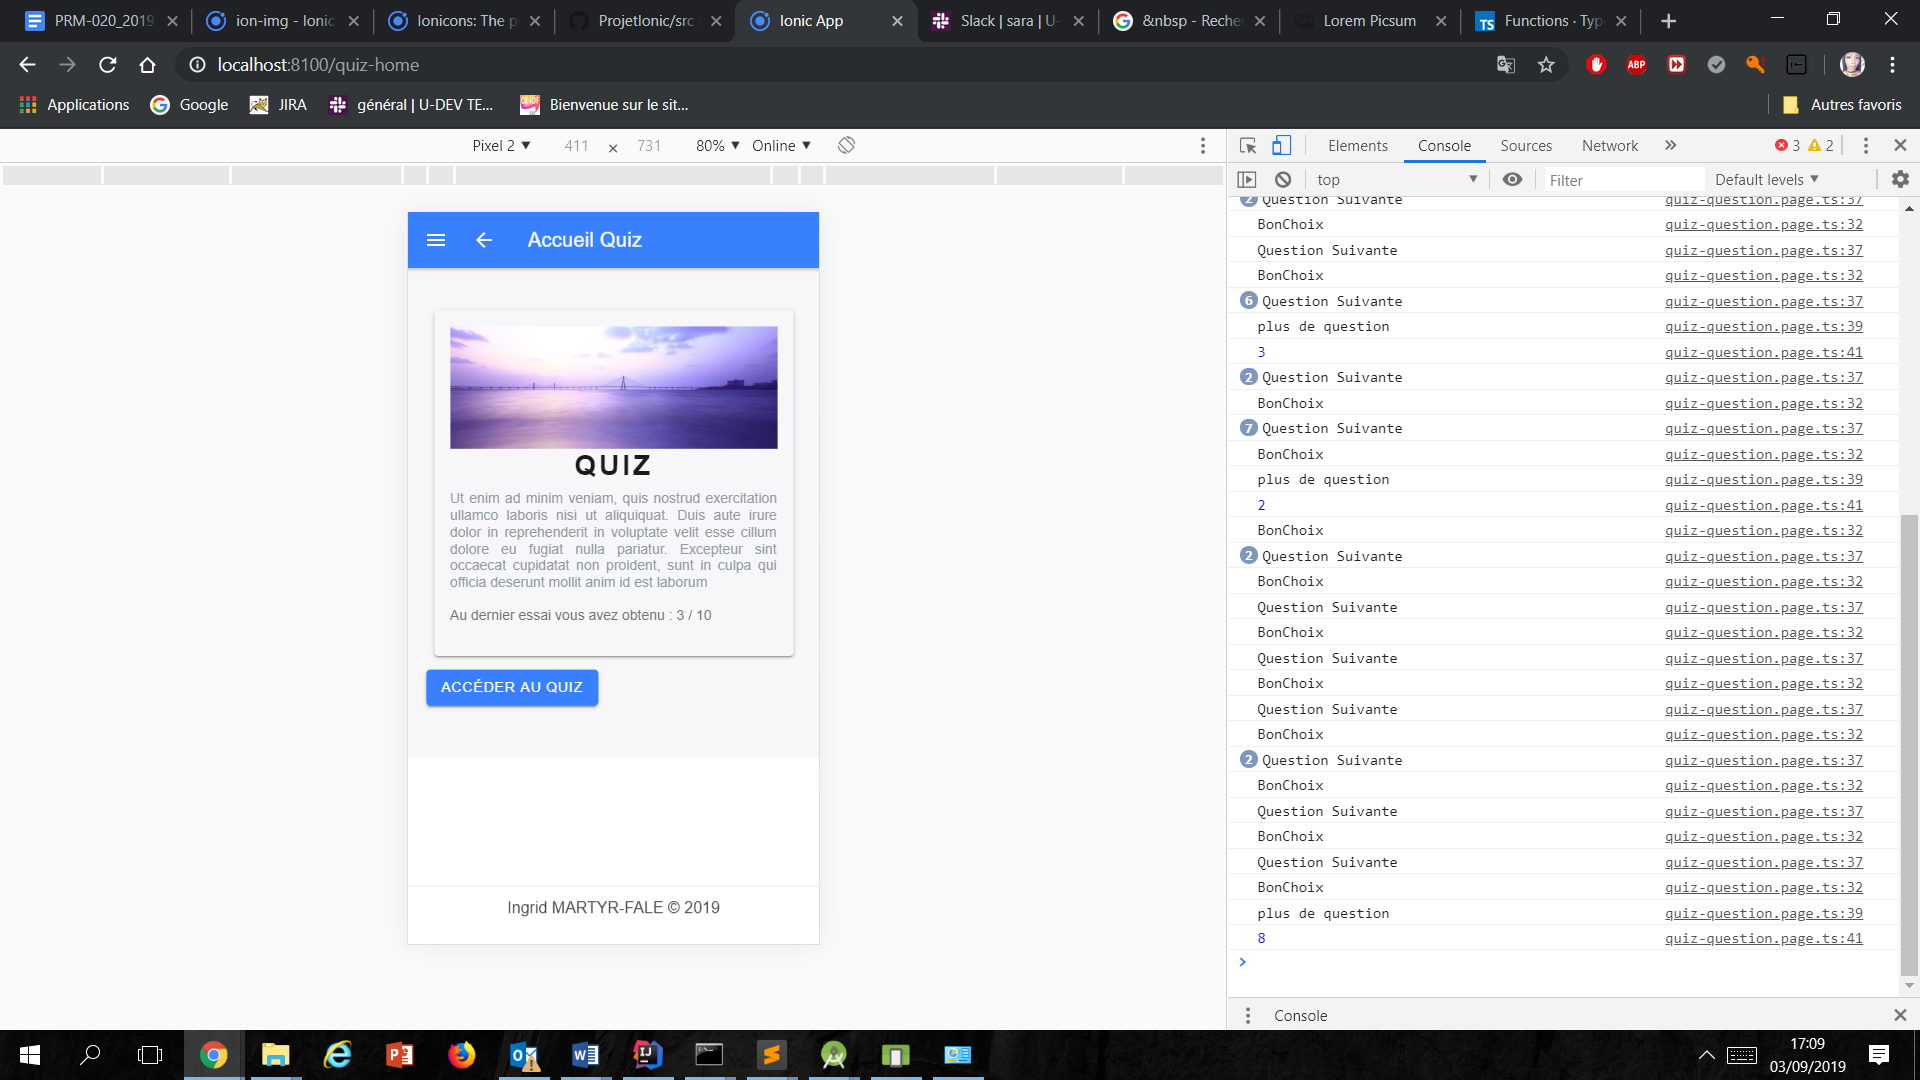 PRM-020_2019
ion-img - Ionic
Ionicons: The p
ProjetIonic/src
Ionic App
Slack | sara | U-
&nbsp - Recher
Lorem Picsum
Functions · Typ
localhost:8100/quiz-home
Applications
Google
JIRA
général | U-DEV TE...
Bienvenue sur le sit...
Autres favoris
Pixel 2 411 × 731 80% Online
Elements Console Sources Network » 3 2
top Filter Default levels
Accueil Quiz
QUIZ
Ut enim ad minim veniam, quis nostrud exercitation
ullamco laboris nisi ut aliquiquat. Duis aute irure
dolor in reprehenderit in voluptate velit esse cillum
dolore eu fugiat nulla pariatur. Excepteur sint
occaecat cupidatat non proident, sunt in culpa qui
officia deserunt mollit anim id est laborum
Au dernier essai vous avez obtenu : 3 / 10
ACCÉDER AU QUIZ
Ingrid MARTYR-FALE © 2019
2 Question Suivante quiz-question.page.ts:37
BonChoix quiz-question.page.ts:32
Question Suivante quiz-question.page.ts:37
BonChoix quiz-question.page.ts:32
6 Question Suivante quiz-question.page.ts:37
plus de question quiz-question.page.ts:39
3 quiz-question.page.ts:41
2 Question Suivante quiz-question.page.ts:37
BonChoix quiz-question.page.ts:32
7 Question Suivante quiz-question.page.ts:37
BonChoix quiz-question.page.ts:32
plus de question quiz-question.page.ts:39
2 quiz-question.page.ts:41
BonChoix quiz-question.page.ts:32
2 Question Suivante quiz-question.page.ts:37
BonChoix quiz-question.page.ts:32
Question Suivante quiz-question.page.ts:37
BonChoix quiz-question.page.ts:32
Question Suivante quiz-question.page.ts:37
BonChoix quiz-question.page.ts:32
Question Suivante quiz-question.page.ts:37
BonChoix quiz-question.page.ts:32
2 Question Suivante quiz-question.page.ts:37
BonChoix quiz-question.page.ts:32
Question Suivante quiz-question.page.ts:37
BonChoix quiz-question.page.ts:32
Question Suivante quiz-question.page.ts:37
BonChoix quiz-question.page.ts:32
plus de question quiz-question.page.ts:39
8 quiz-question.page.ts:41
Console
17:09
03/09/2019